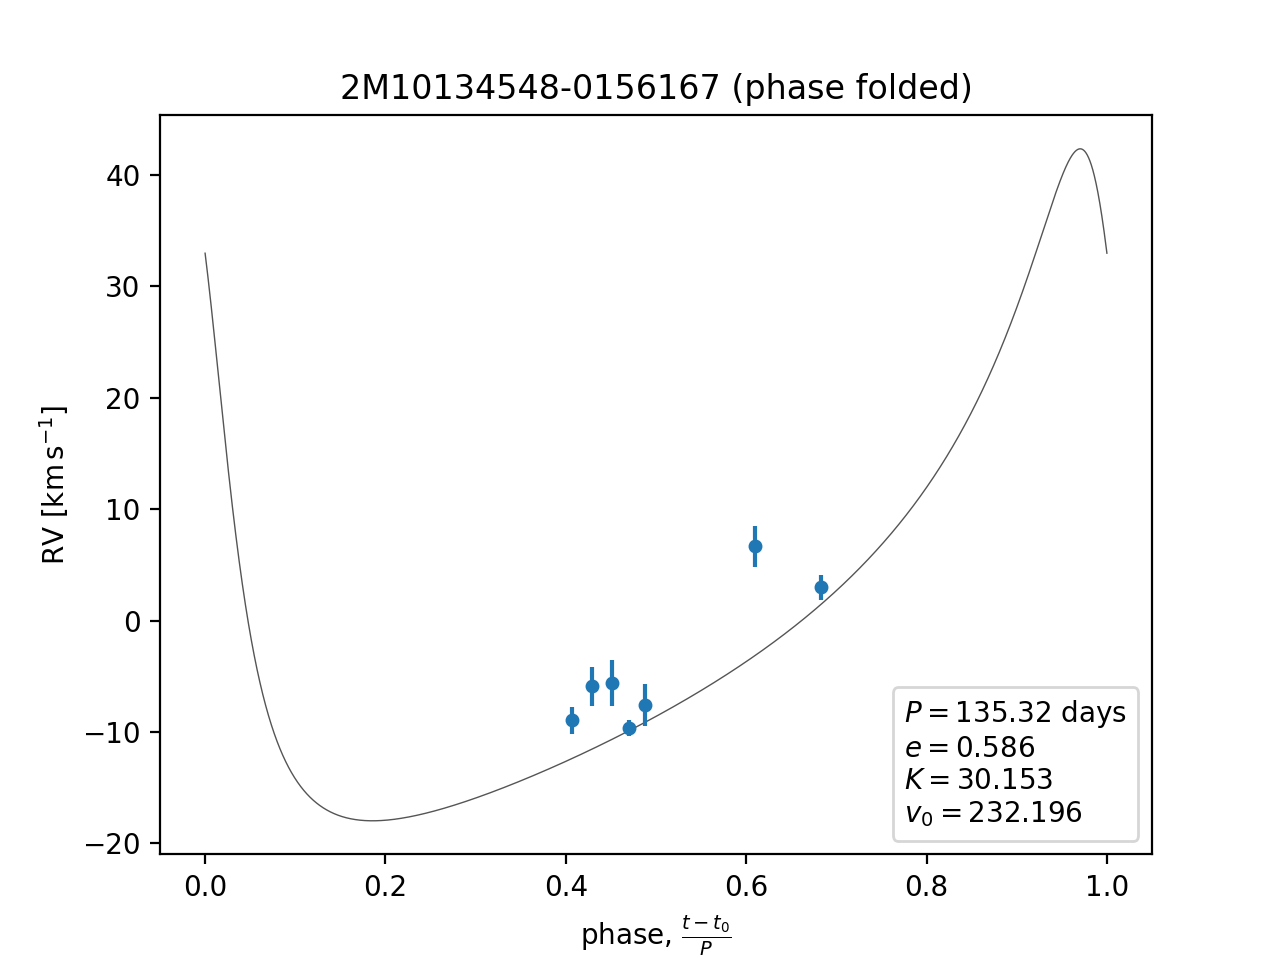 2M10134548-0156167 (phase folded)
RV [km s⁻¹]
40
30
20
10
0
−10
−20
P = 135.32 days
e = 0.586
K = 30.153
v₀ = 232.196
0.0 0.2 0.4 0.6 0.8 1.0
phase, (t − t₀)/P